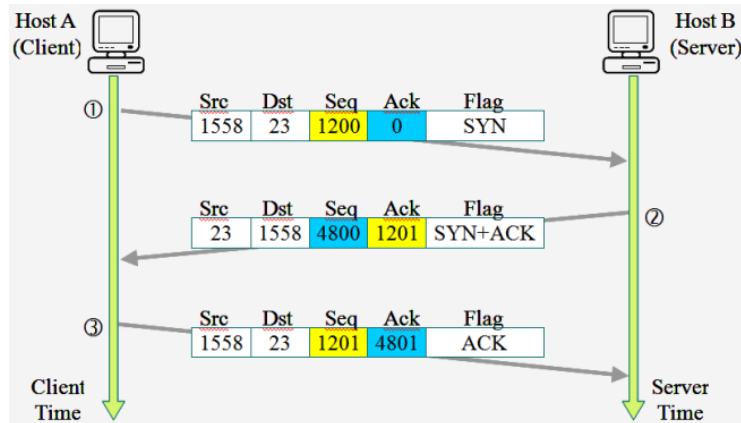 Host A
(Client)
Host B
(Server)
①
Src Dst Seq Ack Flag
1558 23 1200 0 SYN
②
Src Dst Seq Ack Flag
23 1558 4800 1201 SYN+ACK
③
Src Dst Seq Ack Flag
1558 23 1201 4801 ACK
Client
Time
Server
Time